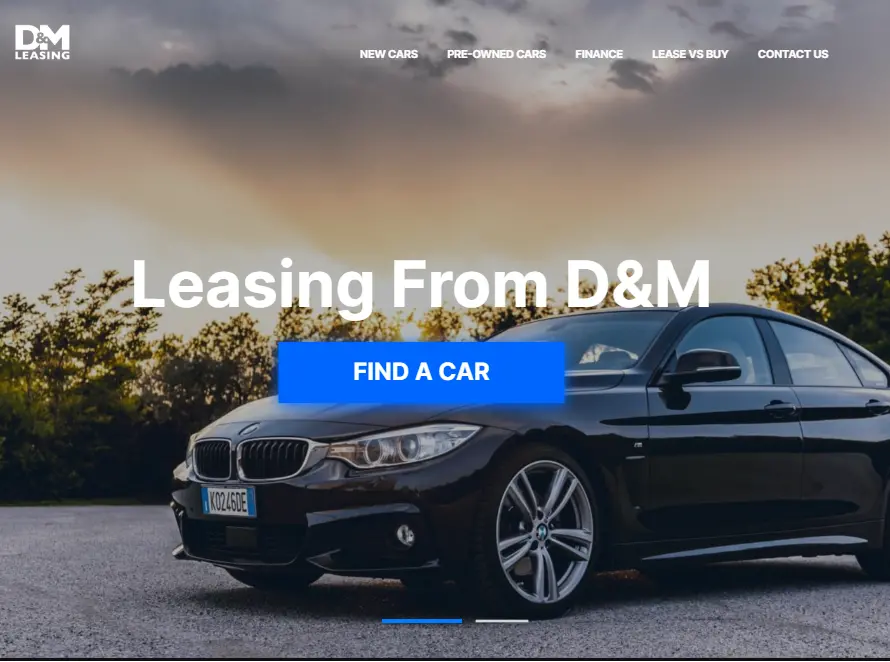 D&M
LEASING
NEW CARS
PRE-OWNED CARS
FINANCE
LEASE VS BUY
CONTACT US
Leasing From D&M
FIND A CAR
KO246DE